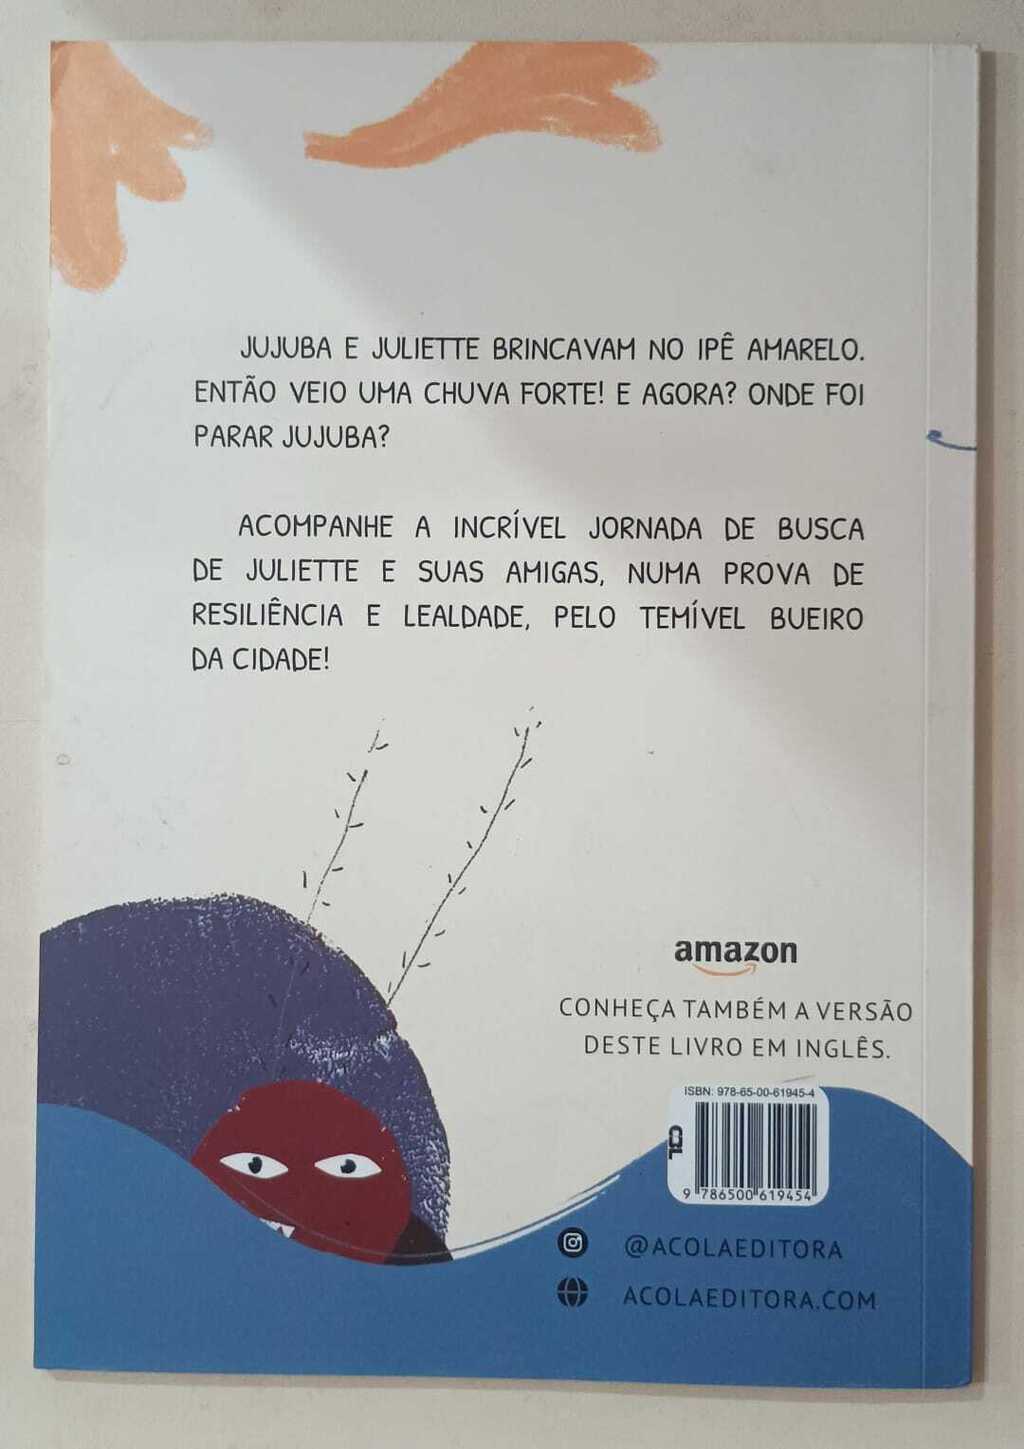 JUJUBA E JULIETTE BRINCAVAM NO IPÊ AMARELO.
ENTÃO VEIO UMA CHUVA FORTE! E AGORA? ONDE FOI
PARAR JUJUBA?
ACOMPANHE A INCRÍVEL JORNADA DE BUSCA
DE JULIETTE E SUAS AMIGAS, NUMA PROVA DE
RESILIÊNCIA E LEALDADE, PELO TEMÍVEL BUEIRO
DA CIDADE!
amazon
CONHEÇA TAMBÉM A VERSÃO
DESTE LIVRO EM INGLÊS.
ISBN: 978-65-00-61945-4
9 786500 619454
@ACOLAEDITORA
ACOLAEDITORA.COM